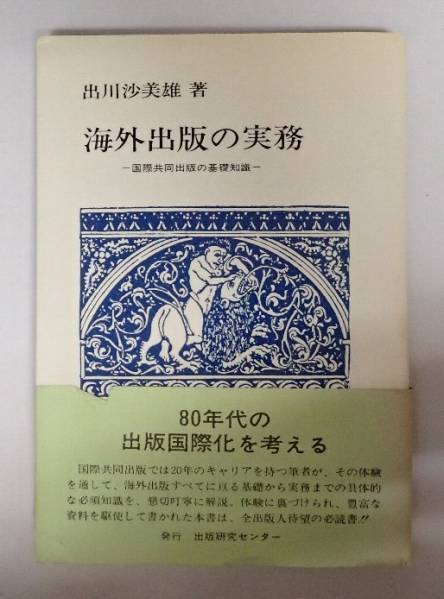 出川沙美雄 著
海外出版の実務
−国際共同出版の基礎知識−
80年代の
出版国際化を考える
国際共同出版では20年のキャリアを持つ筆者が、その体験
を通して、海外出版すべてに亘る基礎から実務までの具体的
な必須知識を、懇切叮寧に解説。体験に裏づけられ、豊富な
資料を駆使して書かれた本書は、全出版人待望の必読書!!
発行 出版研究センター